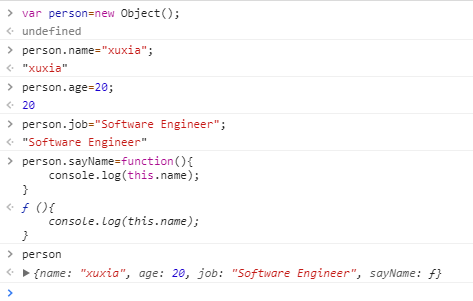 > var person=new Object();
< undefined
> person.name="xuxia";
< "xuxia"
> person.age=20;
< 20
> person.job="Software Engineer";
< "Software Engineer"
> person.sayName=function(){
console.log(this.name);
}
< ƒ (){
console.log(this.name);
}
> person
< ▶{name: "xuxia", age: 20, job: "Software Engineer", sayName: ƒ}
>